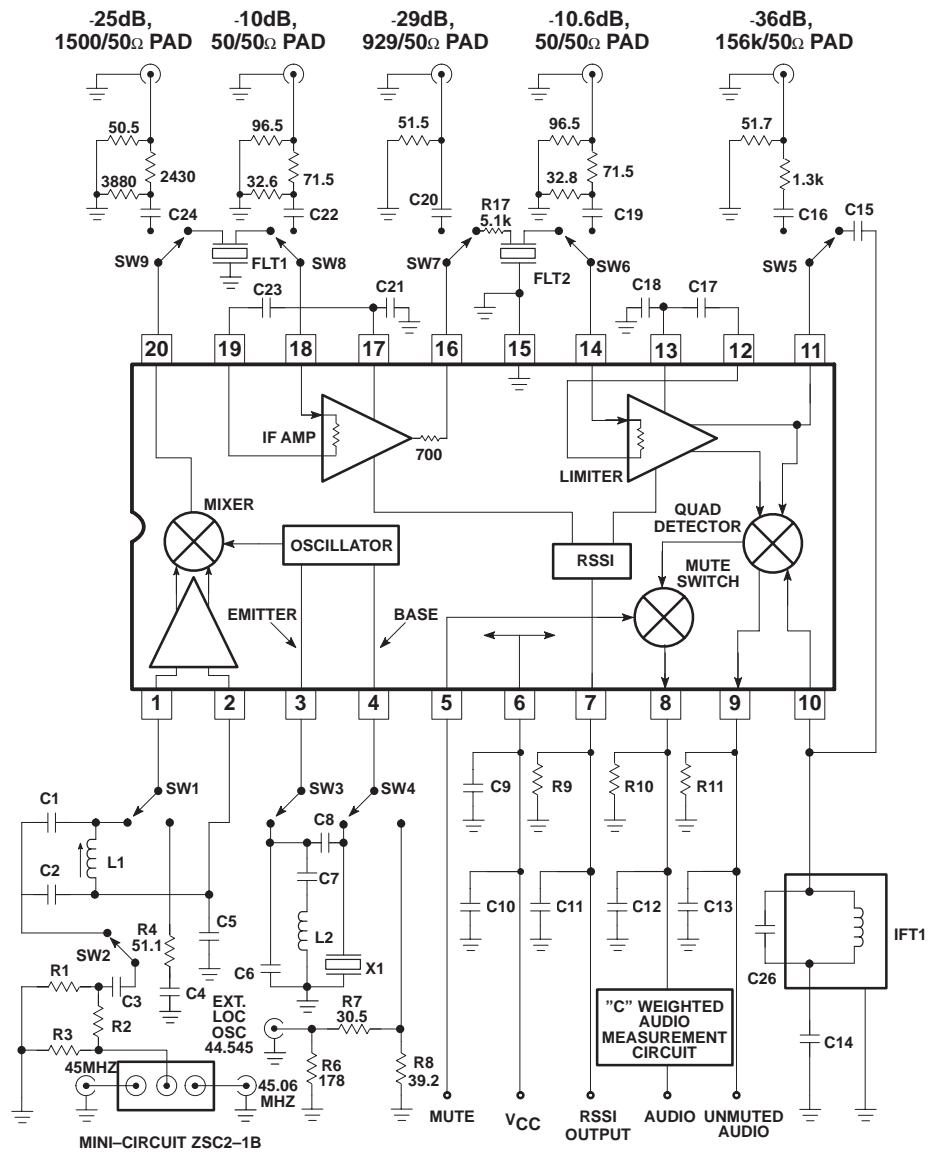 -25dB,
1500/50Ω PAD
-10dB,
50/50Ω PAD
-29dB,
929/50Ω PAD
-10.6dB,
50/50Ω PAD
-36dB,
156k/50Ω PAD
50.5
96.5
51.5
96.5
51.7
2430
71.5
71.5
1.3k
3880
32.6
32.8
C24
C22
C20
R17
5.1k
C19
C16
C15
SW9
FLT1
SW8
SW7
FLT2
SW6
SW5
C23
C21
C18
C17
20
19
18
17
16
15
14
13
12
11
IF AMP
700
LIMITER
MIXER
OSCILLATOR
RSSI
QUAD
DETECTOR
MUTE
SWITCH
EMITTER
BASE
1
2
3
4
5
6
7
8
9
10
SW1
SW3
SW4
C9
R9
R10
R11
C1
L1
C2
C8
C7
L2
C6
X1
C5
R4
51.1
C4
SW2
C3
R1
R2
R3
C10
C11
C12
C13
C26
IFT1
C14
EXT.
LOC
OSC
44.545
R7
30.5
R6
178
R8
39.2
"C" WEIGHTED
AUDIO
MEASUREMENT
CIRCUIT
45MHZ
45.06
MHZ
MINI–CIRCUIT ZSC2–1B
MUTE
VCC
RSSI
OUTPUT
AUDIO
UNMUTED
AUDIO